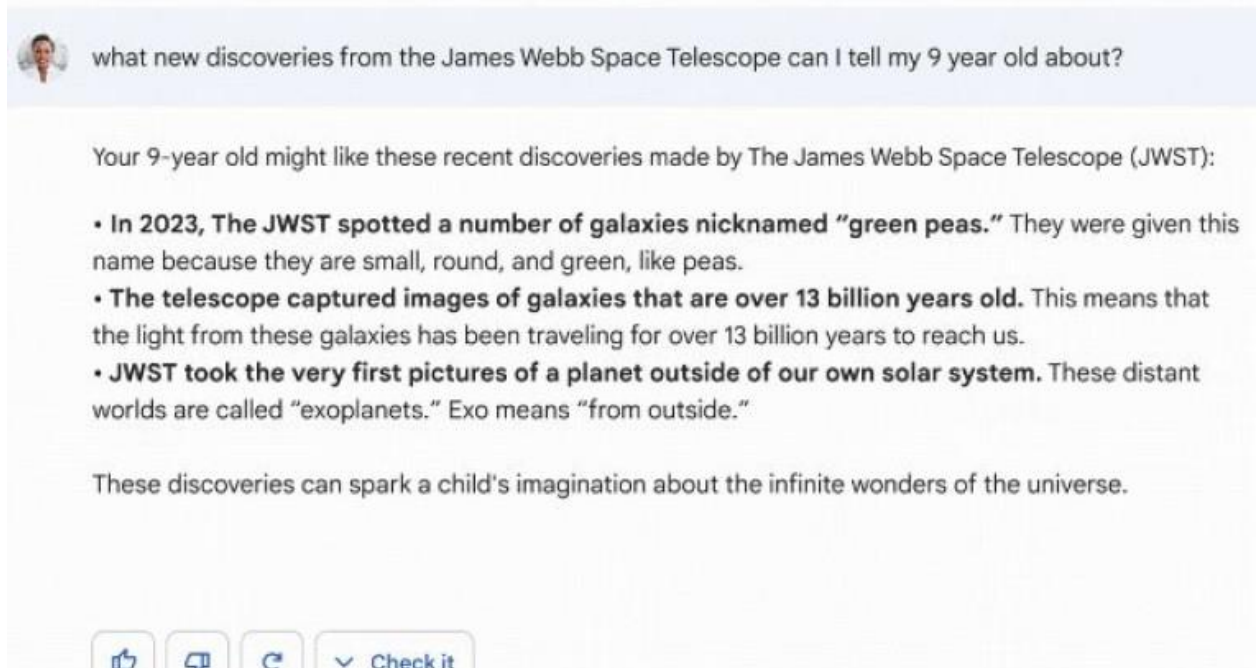 what new discoveries from the James Webb Space Telescope can I tell my 9 year old about?
Your 9-year old might like these recent discoveries made by The James Webb Space Telescope (JWST):
• In 2023, The JWST spotted a number of galaxies nicknamed “green peas.” They were given this
name because they are small, round, and green, like peas.
• The telescope captured images of galaxies that are over 13 billion years old. This means that
the light from these galaxies has been traveling for over 13 billion years to reach us.
• JWST took the very first pictures of a planet outside of our own solar system. These distant
worlds are called “exoplanets.” Exo means “from outside.”
These discoveries can spark a child's imagination about the infinite wonders of the universe.
Check it